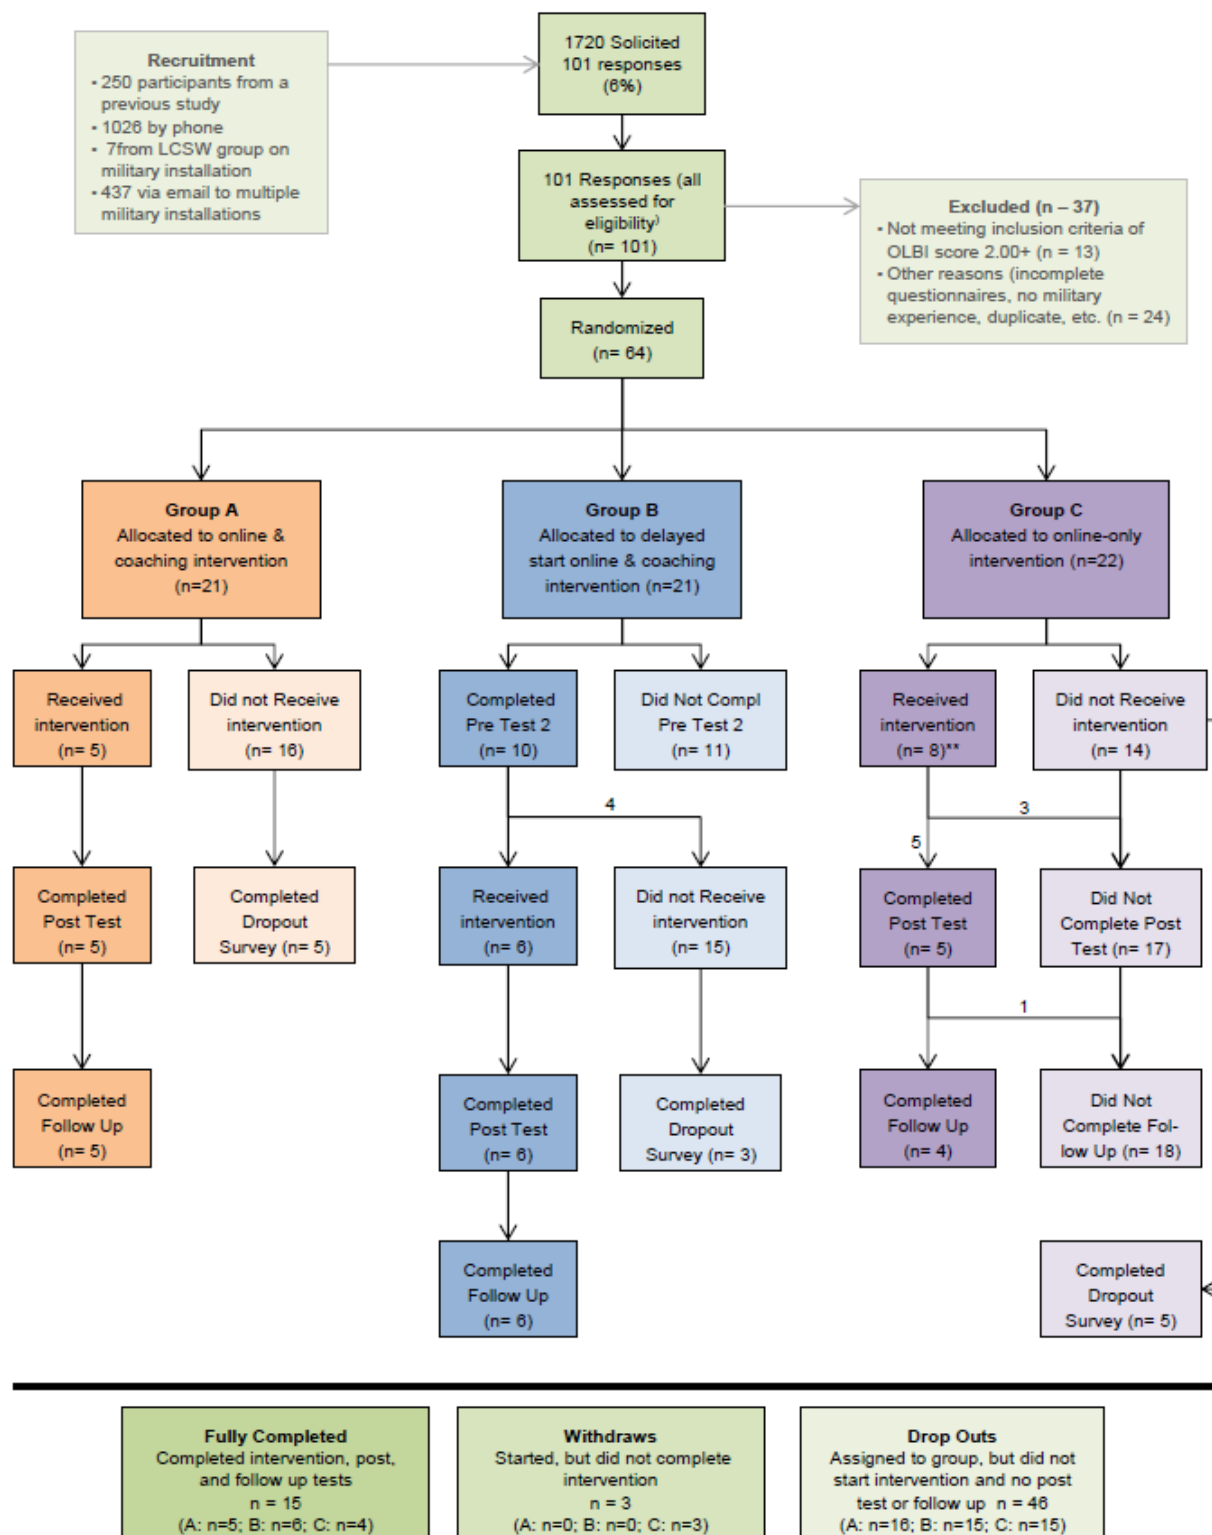 Recruitment
• 250 participants from a
previous study
• 1026 by phone
• 7from LCSW group on
military installation
• 437 via email to multiple
military installations
1720 Solicited
101 responses
(6%)
101 Responses (all
assessed for
eligibility)
(n= 101)
Excluded (n – 37)
• Not meeting inclusion criteria of
OLBI score 2.00+ (n = 13)
• Other reasons (incomplete
questionnaires, no military
experience, duplicate, etc. (n = 24)
Randomized
(n= 64)
Group A
Allocated to online &
coaching intervention
(n=21)
Group B
Allocated to delayed
start online & coaching
intervention (n=21)
Group C
Allocated to online-only
intervention (n=22)
Received
intervention
(n= 5)
Did not Receive
intervention
(n= 16)
Completed
Pre Test 2
(n= 10)
Did Not Compl
Pre Test 2
(n= 11)
Received
intervention
(n= 8)**
Did not Receive
intervention
(n= 14)
4
3
5
Completed
Post Test
(n= 5)
Completed
Dropout
Survey (n= 5)
Received
intervention
(n= 6)
Did not Receive
intervention
(n= 15)
Completed
Post Test
(n= 5)
Did Not
Complete Post
Test (n= 17)
1
Completed
Follow Up
(n= 5)
Completed
Post Test
(n= 6)
Completed
Dropout
Survey (n= 3)
Completed
Follow Up
(n= 4)
Did Not
Complete Fol-
low Up (n= 18)
Completed
Follow Up
(n= 6)
Completed
Dropout
Survey (n= 5)
Fully Completed
Completed intervention, post,
and follow up tests
n = 15
(A: n=5; B: n=6; C: n=4)
Withdraws
Started, but did not complete
intervention
n = 3
(A: n=0; B: n=0; C: n=3)
Drop Outs
Assigned to group, but did not
start intervention and no post
test or follow up n = 46
(A: n=16; B: n=15; C: n=15)